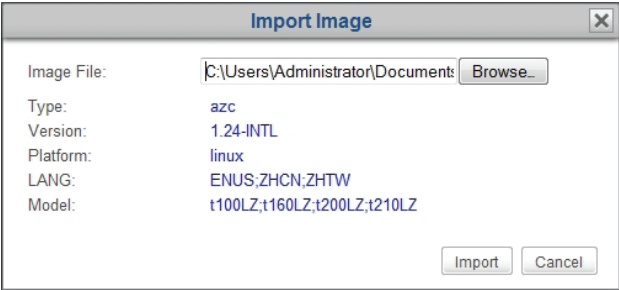 Import Image
Image File: C:\Users\Administrator\Documents Browse...
Type: azc
Version: 1.24-INTL
Platform: linux
LANG: ENUS;ZHCN;ZHTW
Model: t100LZ;t160LZ;t200LZ;t210LZ
Import Cancel